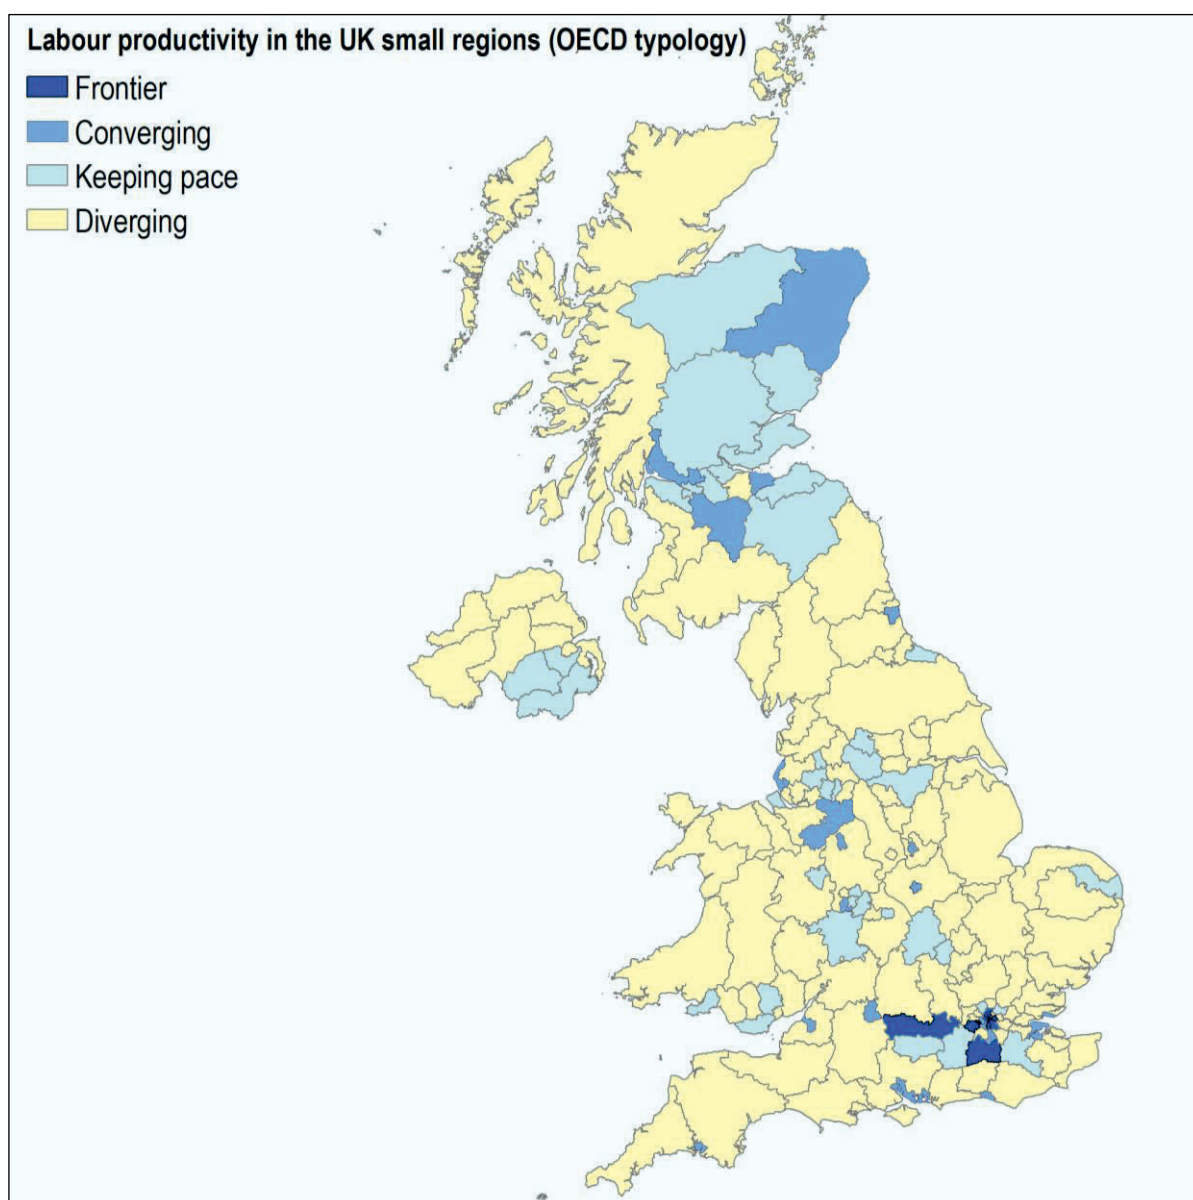 Labour productivity in the UK small regions (OECD typology)
Frontier
Converging
Keeping pace
Diverging